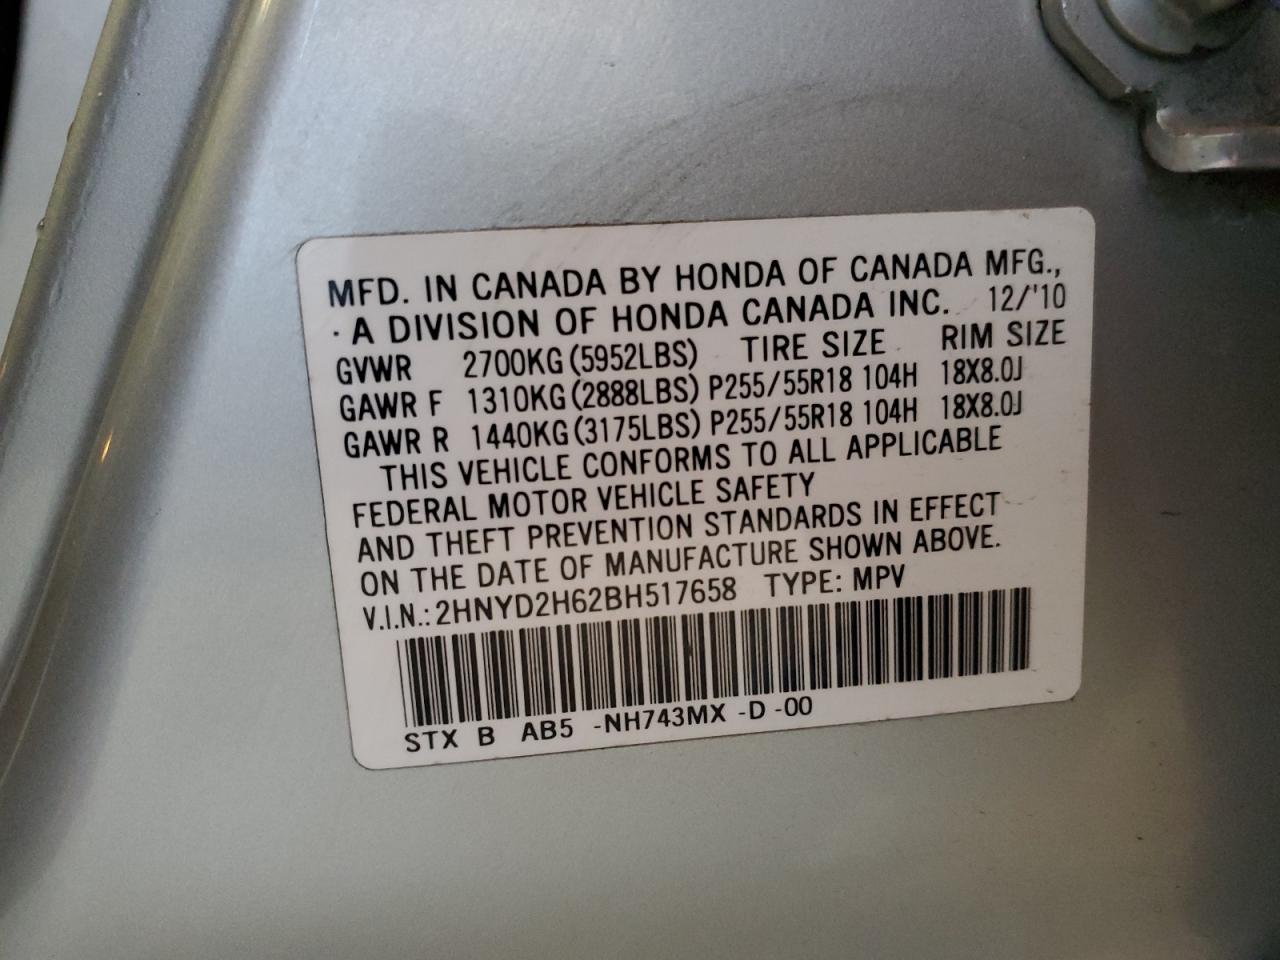 MFD. IN CANADA BY HONDA OF CANADA MFG.,
· A DIVISION OF HONDA CANADA INC. 12/'10
GVWR 2700KG (5952LBS) TIRE SIZE RIM SIZE
GAWR F 1310KG (2888LBS) P255/55R18 104H 18X8.0J
GAWR R 1440KG (3175LBS) P255/55R18 104H 18X8.0J
THIS VEHICLE CONFORMS TO ALL APPLICABLE
FEDERAL MOTOR VEHICLE SAFETY
AND THEFT PREVENTION STANDARDS IN EFFECT
ON THE DATE OF MANUFACTURE SHOWN ABOVE.
V.I.N.: 2HNYD2H62BH517658 TYPE: MPV
STX B AB5 -NH743MX -D -00